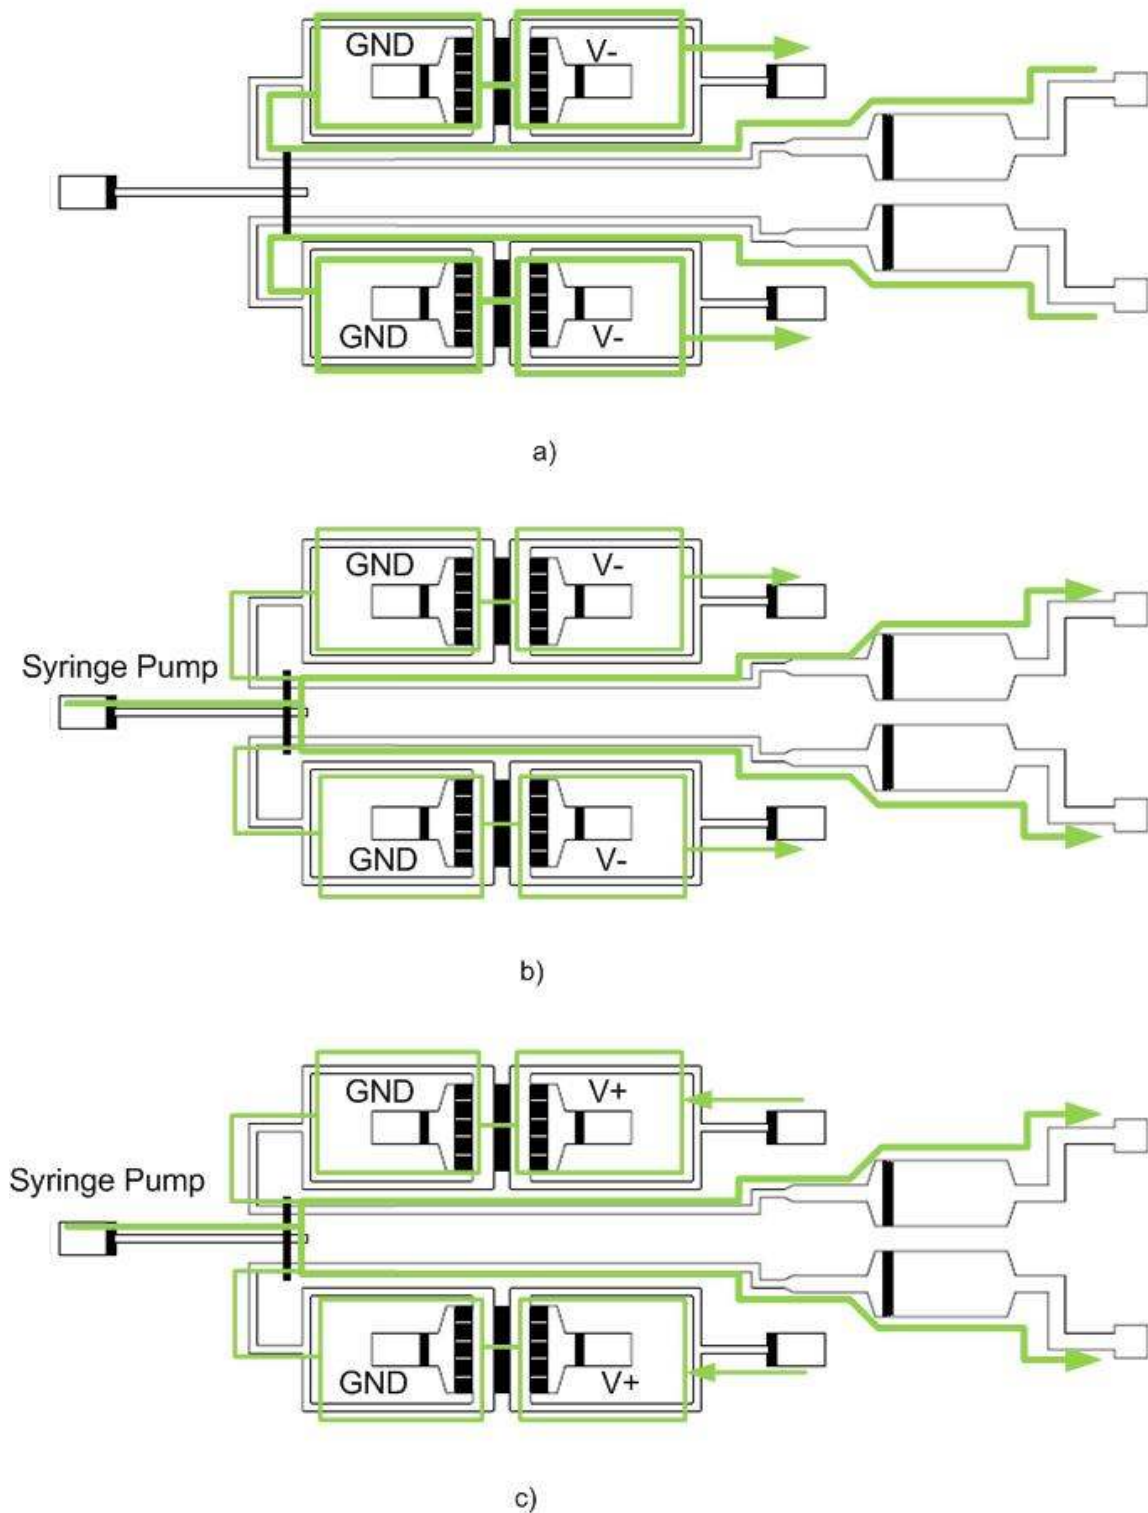 GND V-
GND V-
a)
GND V-
Syringe Pump
GND V-
b)
GND V+
Syringe Pump
GND V+
c)